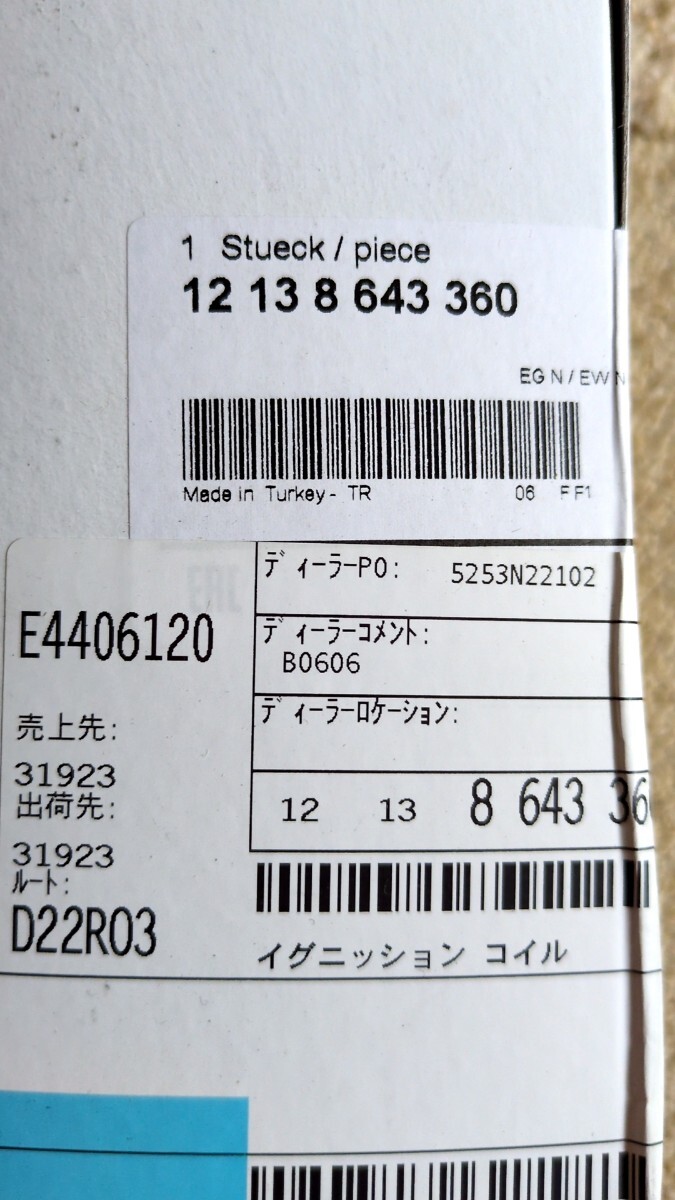 1 Stueck / piece
12 13 8 643 360
EG N / EW N
Made in Turkey - TR 06 F F1
EAC
ディーラーPO: 5253N22102
E4406120
ディーラーコメント:
B0606
ディーラーロケーション:
売上先:
31923
出荷先:
12 13 8 643 36
31923
ルート:
D22R03
イグニッション コイル